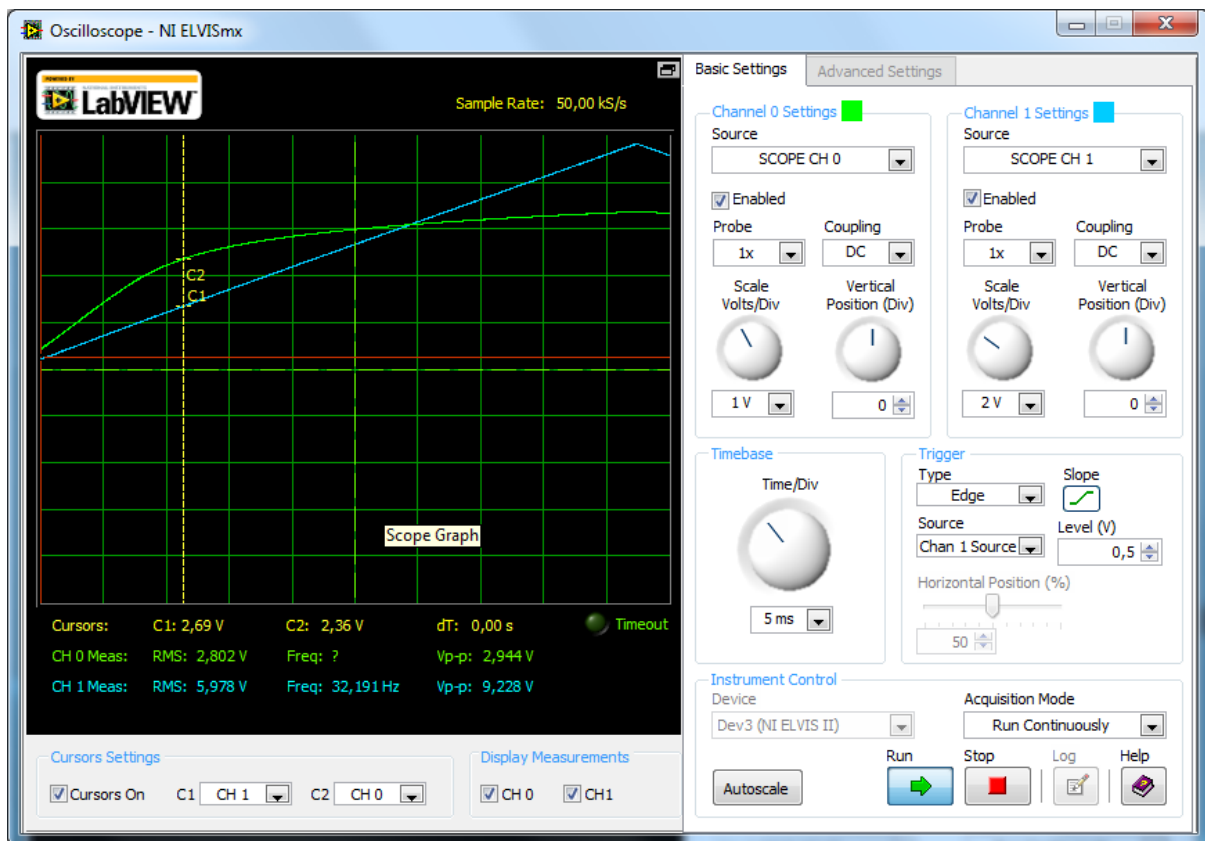 Oscilloscope - NI ELVISmx
POWERED BY
NATIONAL INSTRUMENTS
LabVIEW
Sample Rate: 50,00 kS/s
C2
C1
Scope Graph
Cursors: C1: 2,69 V C2: 2,36 V dT: 0,00 s Timeout
CH 0 Meas: RMS: 2,802 V Freq: ? Vp-p: 2,944 V
CH 1 Meas: RMS: 5,978 V Freq: 32,191 Hz Vp-p: 9,228 V
Cursors Settings
Cursors On C1 CH 1 C2 CH 0
Display Measurements
CH 0 CH1
Basic Settings Advanced Settings
Channel 0 Settings
Source
SCOPE CH 0
Enabled
Probe Coupling
1x DC
Scale Vertical
Volts/Div Position (Div)
1 V 0
Channel 1 Settings
Source
SCOPE CH 1
Enabled
Probe Coupling
1x DC
Scale Vertical
Volts/Div Position (Div)
2 V 0
Timebase
Time/Div
5 ms
Trigger
Type Slope
Edge
Source Level (V)
Chan 1 Source 0,5
Horizontal Position (%)
50
Instrument Control
Device Acquisition Mode
Dev3 (NI ELVIS II) Run Continuously
Run Stop Log Help
Autoscale